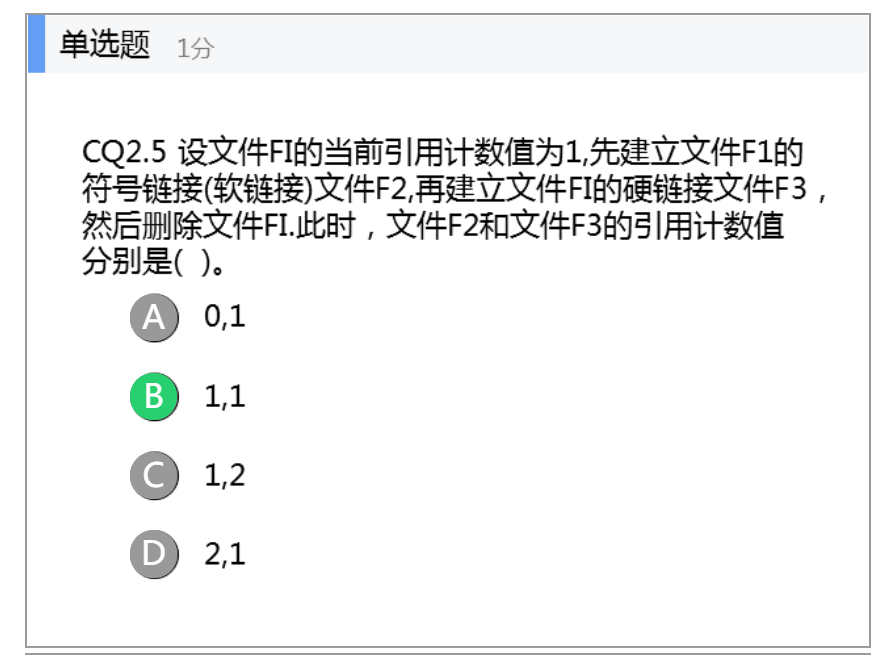 单选题 1分
CQ2.5 设文件FI的当前引用计数值为1,先建立文件F1的
符号链接(软链接)文件F2,再建立文件FI的硬链接文件F3，
然后删除文件FI.此时，文件F2和文件F3的引用计数值
分别是( )。
A 0,1
B 1,1
C 1,2
D 2,1